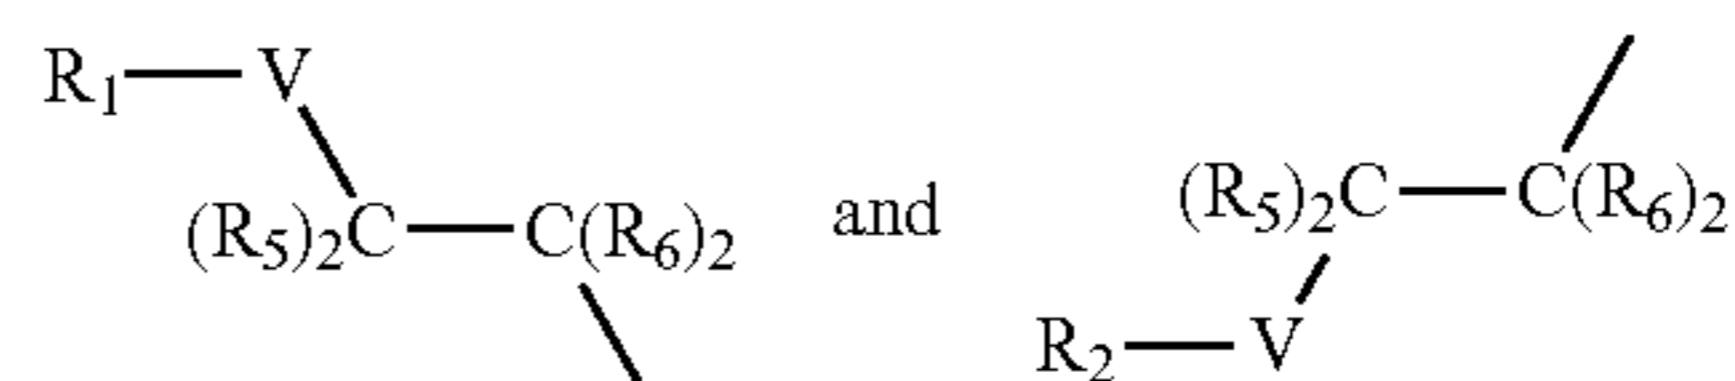 R₁—V
(R₅)₂C—C(R₆)₂ and (R₅)₂C—C(R₆)₂
R₂—V